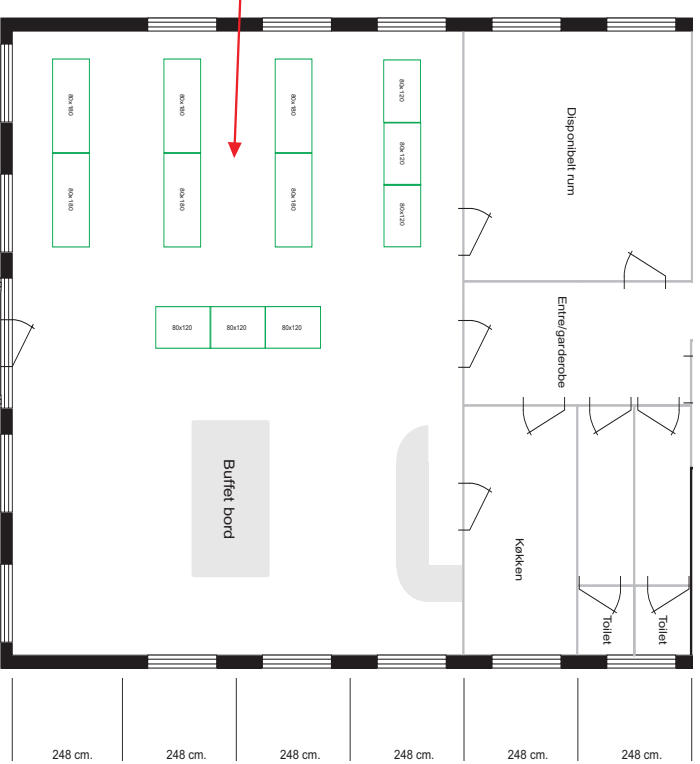 80x180
80x180
80x180
80x120
80x120
80x180
80x180
80x180
80x120
Disponibelt rum
80x120
80x120
80x120
Entre/garderobe
Buffet bord
Køkken
Toilet
Toilet
248 cm.
248 cm.
248 cm.
248 cm.
248 cm.
248 cm.